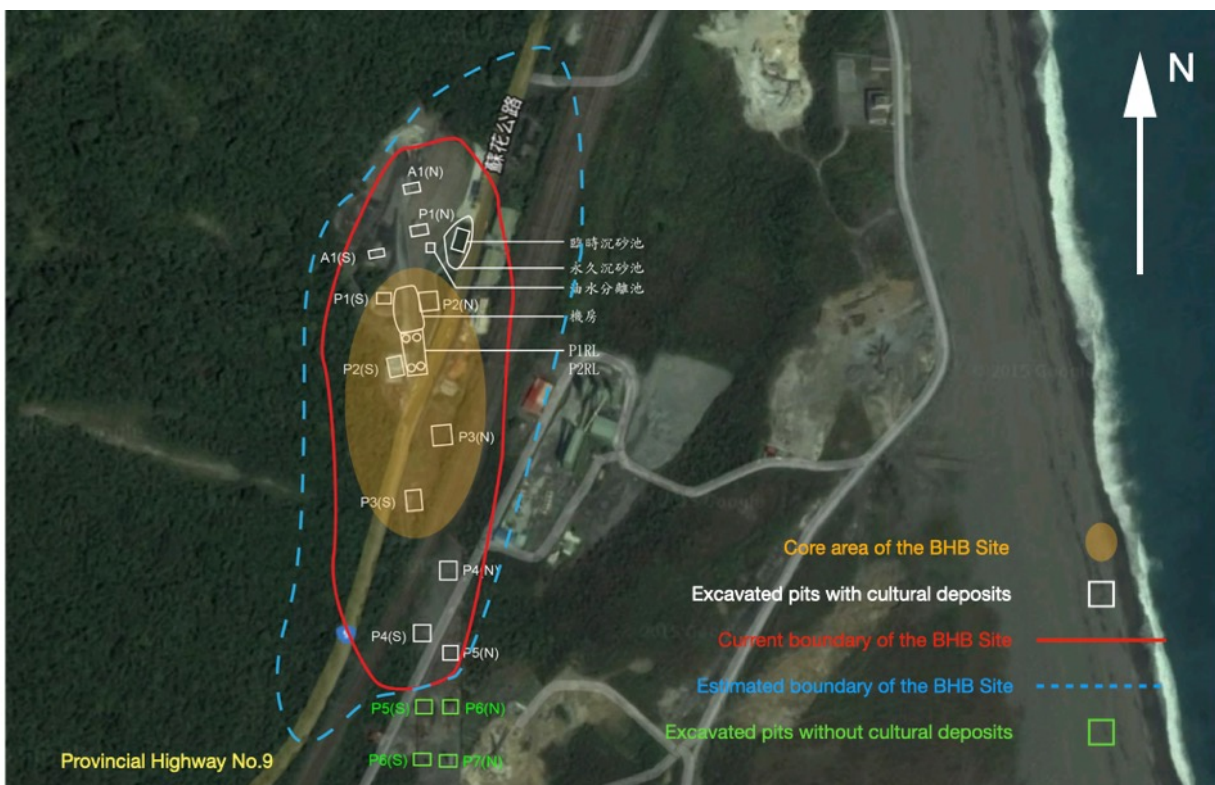 N
蘇花公路
A1(N)
P1(N)
臨時沉砂池
A1(S)
永久沉砂池
油水分離池
P1(S)
P2(N)
機房
P1RL
P2(S)
P2RL
P3(N)
P3(S)
Core area of the BHB Site
P4(N)
Excavated pits with cultural deposits
P4(S)
Current boundary of the BHB Site
P5(N)
Estimated boundary of the BHB Site
P5(S)
P6(N)
Excavated pits without cultural deposits
P6(S)
P7(N)
Provincial Highway No.9